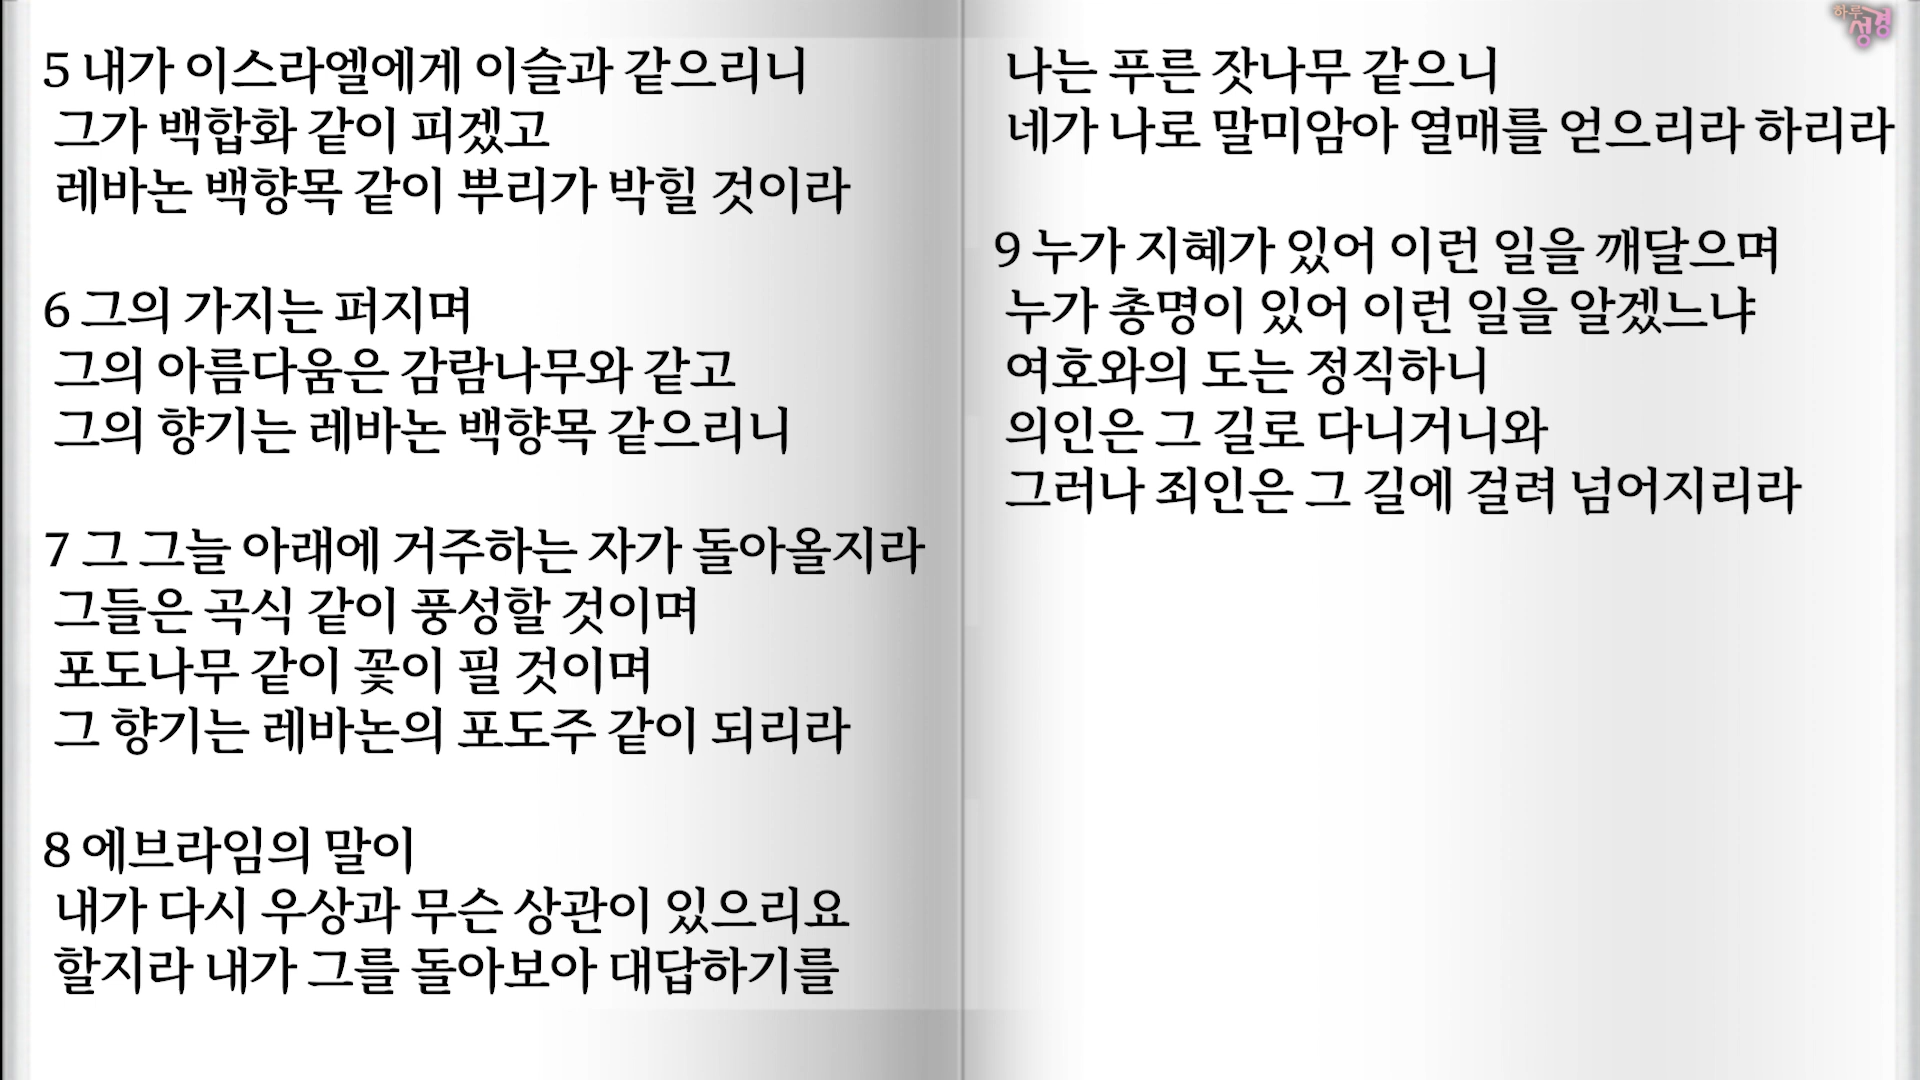 5 내가 이스라엘에게 이슬과 같으리니
그가 백합화 같이 피겠고
레바논 백향목 같이 뿌리가 박힐 것이라
6 그의 가지는 퍼지며
그의 아름다움은 감람나무와 같고
그의 향기는 레바논 백향목 같으리니
7 그 그늘 아래에 거주하는 자가 돌아올지라
그들은 곡식 같이 풍성할 것이며
포도나무 같이 꽃이 필 것이며
그 향기는 레바논의 포도주 같이 되리라
8 에브라임의 말이
내가 다시 우상과 무슨 상관이 있으리요
할지라 내가 그를 돌아보아 대답하기를
나는 푸른 잣나무 같으니
네가 나로 말미암아 열매를 얻으리라 하리라
9 누가 지혜가 있어 이런 일을 깨달으며
누가 총명이 있어 이런 일을 알겠느냐
여호와의 도는 정직하니
의인은 그 길로 다니거니와
그러나 죄인은 그 길에 걸려 넘어지리라
하루
성경